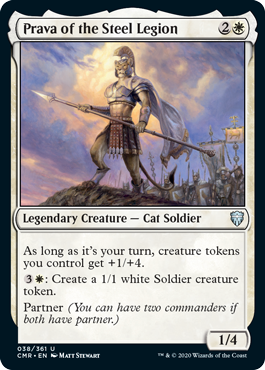 Prava of the Steel Legion 2
Legendary Creature — Cat Soldier
As long as it's your turn, creature tokens
you control get +1/+4.
3: Create a 1/1 white Soldier creature
token.
Partner (You can have two commanders if
both have partner.)
1/4
038/361 U
CMR • EN Matt Stewart
™ & © 2020 Wizards of the Coast